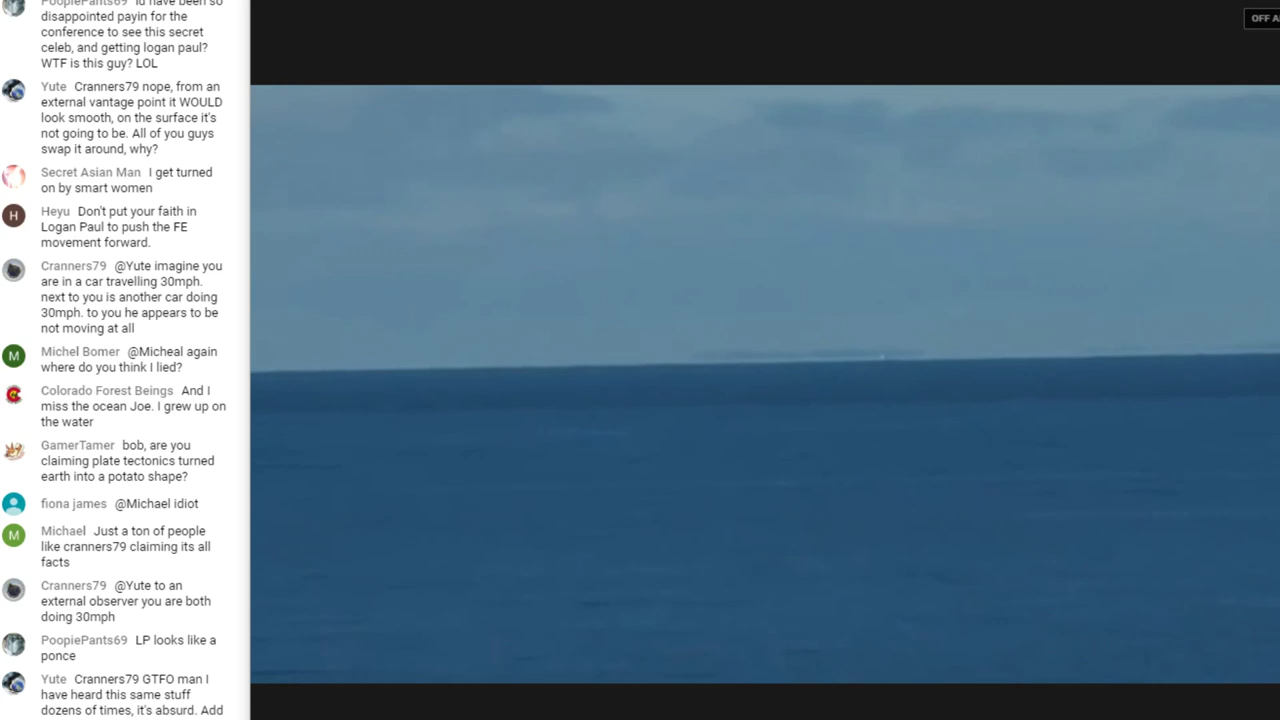 PoopiePants69 Id have been so
disappointed payin for the
conference to see this secret
celeb, and getting logan paul?
WTF is this guy? LOL
Yute Cranners79 nope, from an
external vantage point it WOULD
look smooth, on the surface it's
not going to be. All of you guys
swap it around, why?
Secret Asian Man I get turned
on by smart women
H
Heyu Don't put your faith in
Logan Paul to push the FE
movement forward.
Cranners79 @Yute imagine you
are in a car travelling 30mph.
next to you is another car doing
30mph. to you he appears to be
not moving at all
M
Michel Bomer @Micheal again
where do you think I lied?
Colorado Forest Beings And I
miss the ocean Joe. I grew up on
the water
GamerTamer bob, are you
claiming plate tectonics turned
earth into a potato shape?
fiona james @Michael idiot
M
Michael Just a ton of people
like cranners79 claiming its all
facts
Cranners79 @Yute to an
external observer you are both
doing 30mph
PoopiePants69 LP looks like a
ponce
Yute Cranners79 GTFO man I
have heard this same stuff
dozens of times, it's absurd. Add
OFF A